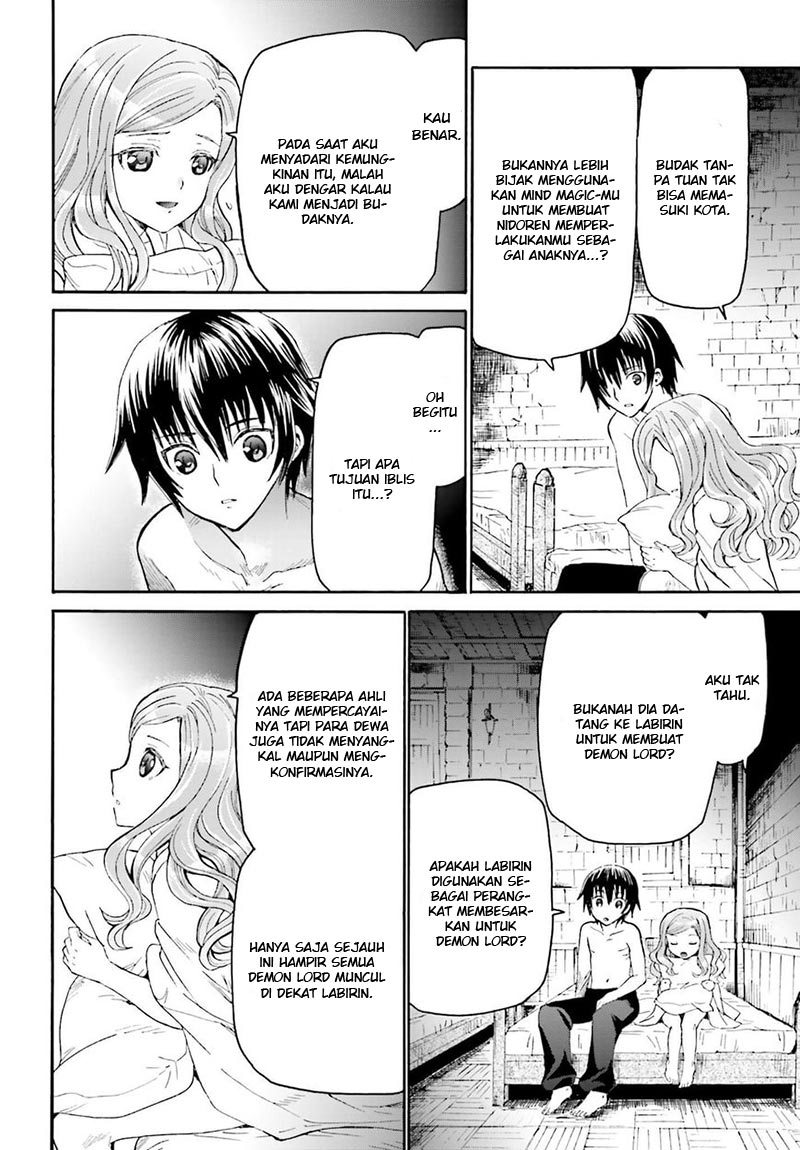 BUDAK TAN-
PA TUAN TAK
BISA MEMA-
SUKI KOTA.
BUKANNYA LEBIH
BIJAK MENGGUNA-
KAN MIND MAGIC-MU
UNTUK MEMBUAT
NIDOREN MEMPER-
LAKUKANMU SEBA-
GAI ANAKNYA...?
KAU
BENAR.
PADA SAAT AKU
MENYADARI KEMUNG-
KINAN ITU, MALAH
AKU DENGAR KALAU
KAMI MENJADI BU-
DAKNYA.
OH
BEGITU
...
TAPI APA
TUJUAN IBLIS
ITU...?
AKU TAK
TAHU.
BUKANAH DIA DA-
TANG KE LABIRIN
UNTUK MEMBUAT
DEMON LORD?
APAKAH LABIRIN
DIGUNAKAN SE-
BAGAI PERANG-
KAT MEMBESAR-
KAN UNTUK
DEMON LORD?
ADA BEBERAPA AHLI
YANG MEMPERCAYAI-
NYA TAPI PARA DEWA
JUGA TIDAK MENYANG-
KAL MAUPUN MENG-
KONFIRMASINYA.
HANYA SAJA SEJAUH
INI HAMPIR SEMUA
DEMON LORD MUNCUL
DI DEKAT LABIRIN.